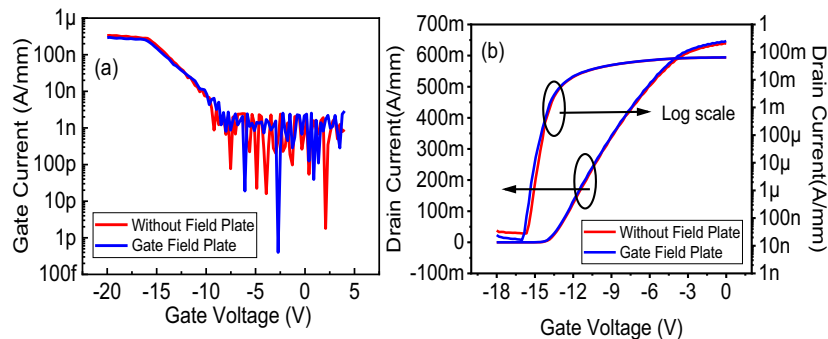 1μ
100n
10n
1n
100p
10p
1p
100f
Gate Current (A/mm)
(a)
Without Field Plate
Gate Field Plate
-20 -15 -10 -5 0 5
Gate Voltage (V)
700m
600m
500m
400m
300m
200m
100m
0
-100m
Drain Current(A/mm)
(b)
Log scale
Without Field Plate
Gate Field Plate
-18 -15 -12 -9 -6 -3 0
Gate Voltage (V)
1
100m
10m
1m
100μ
10μ
1μ
100n
10n
1n
Drain Current(A/mm)